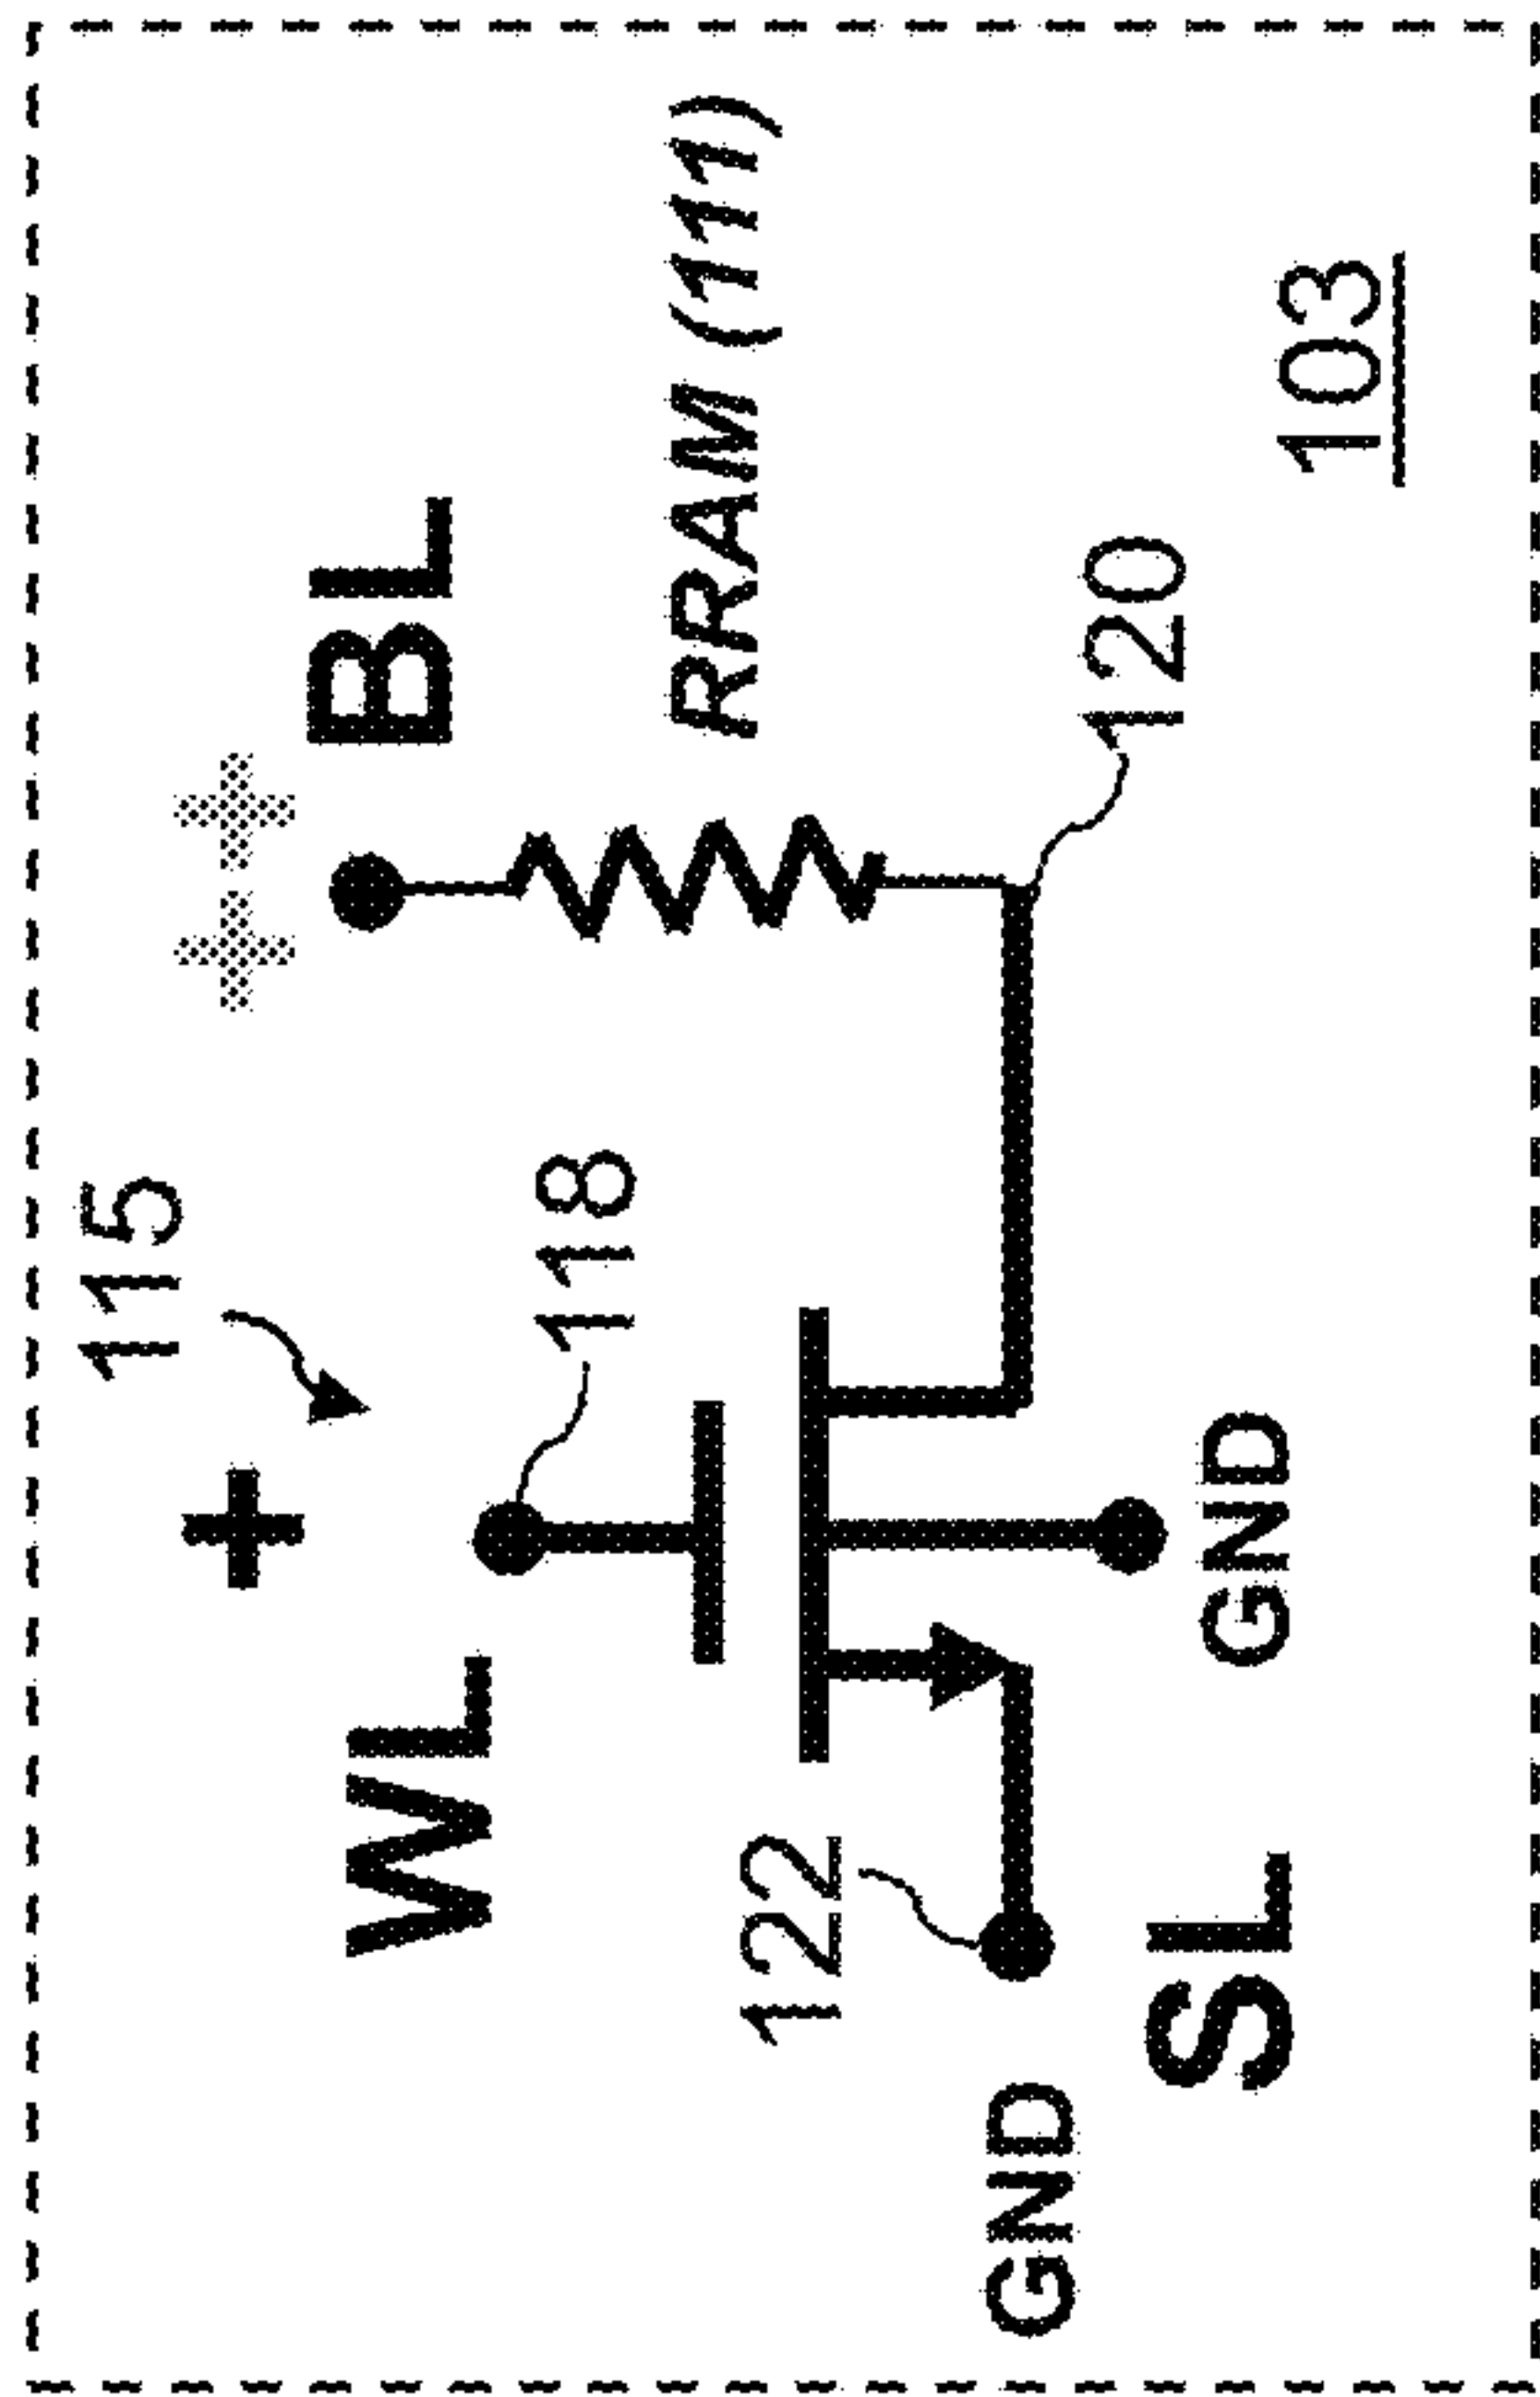 115
+
++
BL
WL
118
RRAM (111)
122
GND
120
SL
GND
103